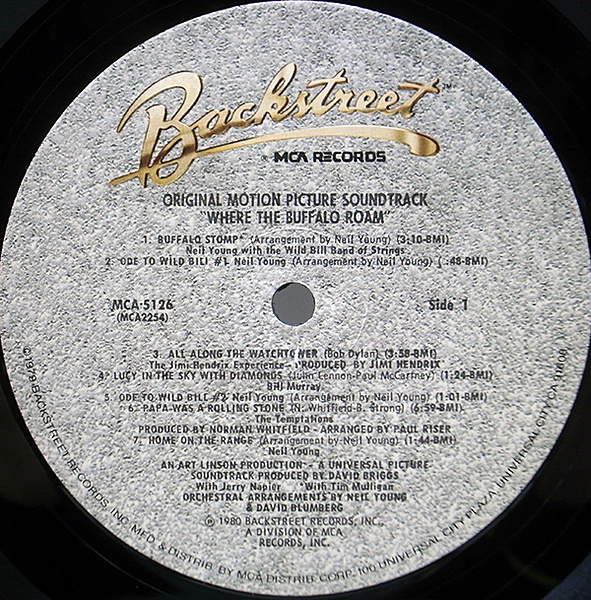 Backstreet™
MCA RECORDS
ORIGINAL MOTION PICTURE SOUNDTRACK
"WHERE THE BUFFALO ROAM"
1. BUFFALO STOMP* (Arrangement by Neil Young) (3:10-BMI)
Neil Young with the Wild Bill Band of Strings
2. ODE TO WILD BILL #1 Neil Young (Arrangement by Neil Young) (:48-BMI)
MCA-5126
(MCA2254)
Side 1
3. ALL ALONG THE WATCHTOWER (Bob Dylan) (3:58-BMI)
The Jimi Hendrix Experience - PRODUCED BY JIMI HENDRIX
4. LUCY IN THE SKY WITH DIAMONDS (John Lennon-Paul McCartney) (1:24-BMI)
Bill Murray
5. ODE TO WILD BILL #2 Neil Young (Arrangement by Neil Young) (1:01-BMI)
6. PAPA WAS A ROLLING STONE (N. Whitfield-B. Strong) (6:59-BMI)
The Temptations
PRODUCED BY NORMAN WHITFIELD - ARRANGED BY PAUL RISER
7. HOME ON THE RANGE (Arrangement by Neil Young) (1:44-BMI)
Neil Young
AN ART LINSON PRODUCTION - A UNIVERSAL PICTURE
SOUNDTRACK PRODUCED BY DAVID BRIGGS
With Jerry Napier *With Tim Mulligan
ORCHESTRAL ARRANGEMENTS BY NEIL YOUNG
& DAVID BLUMBERG
℗ 1980 BACKSTREET RECORDS, INC.,
A DIVISION OF MCA
RECORDS, INC.
©1979 BACKSTREET RECORDS, INC. MFD & DISTRIB. BY MCA DISTRIB. CORP. 100 UNIVERSAL CITY PLAZA, UNIVERSAL CITY, CA 91608